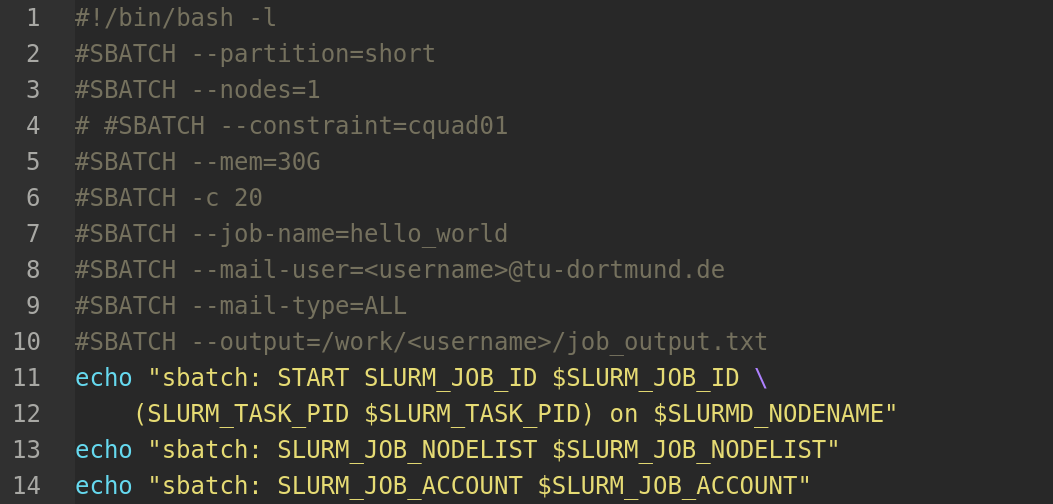 1 #!/bin/bash -l
2 #SBATCH --partition=short
3 #SBATCH --nodes=1
4 # #SBATCH --constraint=cquad01
5 #SBATCH --mem=30G
6 #SBATCH -c 20
7 #SBATCH --job-name=hello_world
8 #SBATCH --mail-user=<username>@tu-dortmund.de
9 #SBATCH --mail-type=ALL
10 #SBATCH --output=/work/<username>/job_output.txt
11 echo "sbatch: START SLURM_JOB_ID $SLURM_JOB_ID \
12     (SLURM_TASK_PID $SLURM_TASK_PID) on $SLURMD_NODENAME"
13 echo "sbatch: SLURM_JOB_NODELIST $SLURM_JOB_NODELIST"
14 echo "sbatch: SLURM_JOB_ACCOUNT $SLURM_JOB_ACCOUNT"